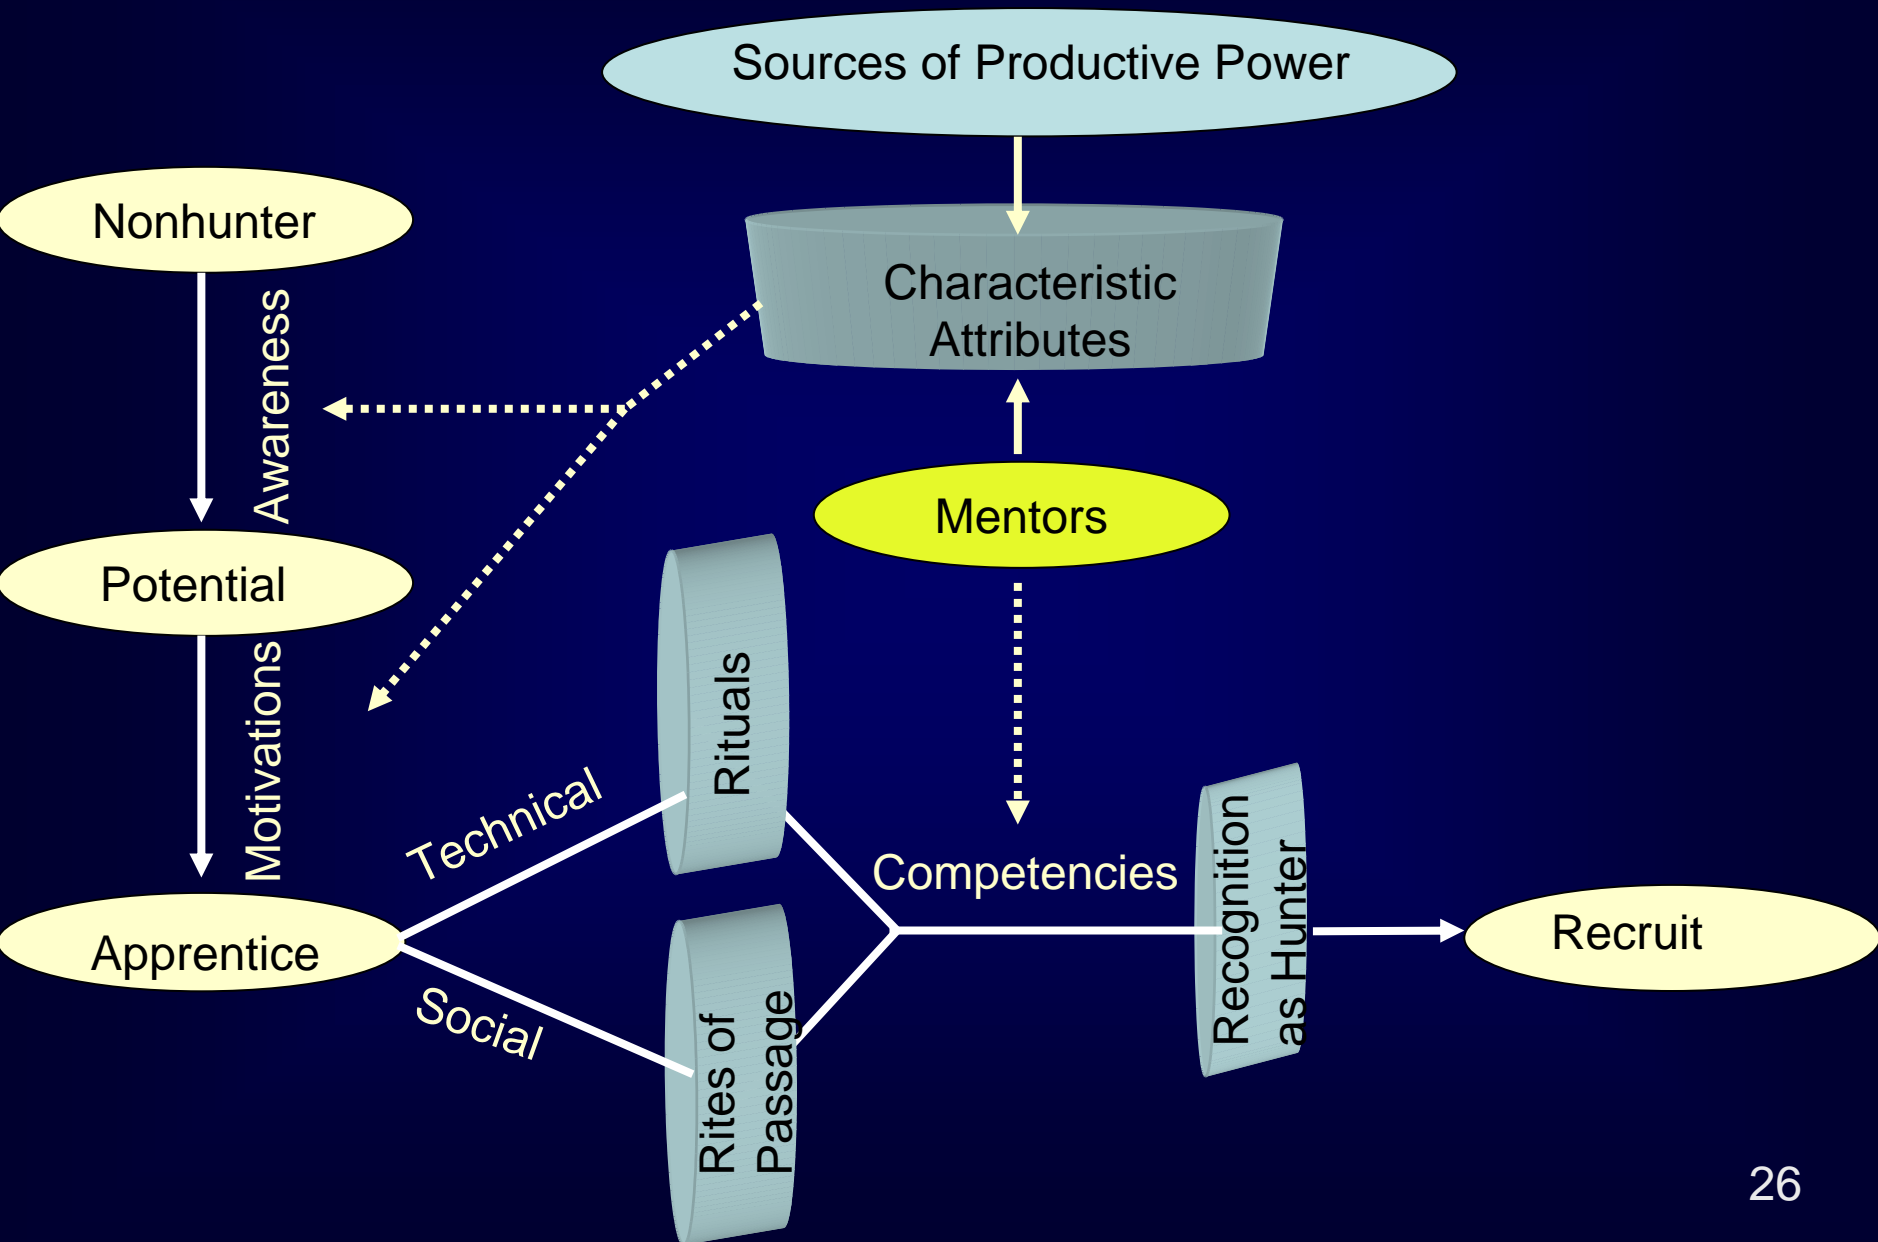 Sources of Productive Power
Nonhunter
Characteristic
Attributes
Awareness
Mentors
Potential
Motivations
Rituals
Technical
Competencies
Recognition
as Hunter
Recruit
Apprentice
Social
Rites of
Passage
26